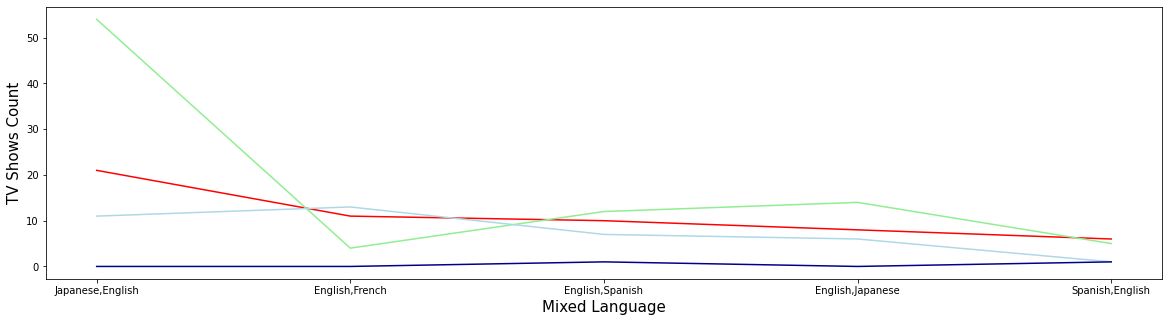 TV Shows Count
50
40
30
20
10
0
Japanese,English English,French English,Spanish English,Japanese Spanish,English
Mixed Language